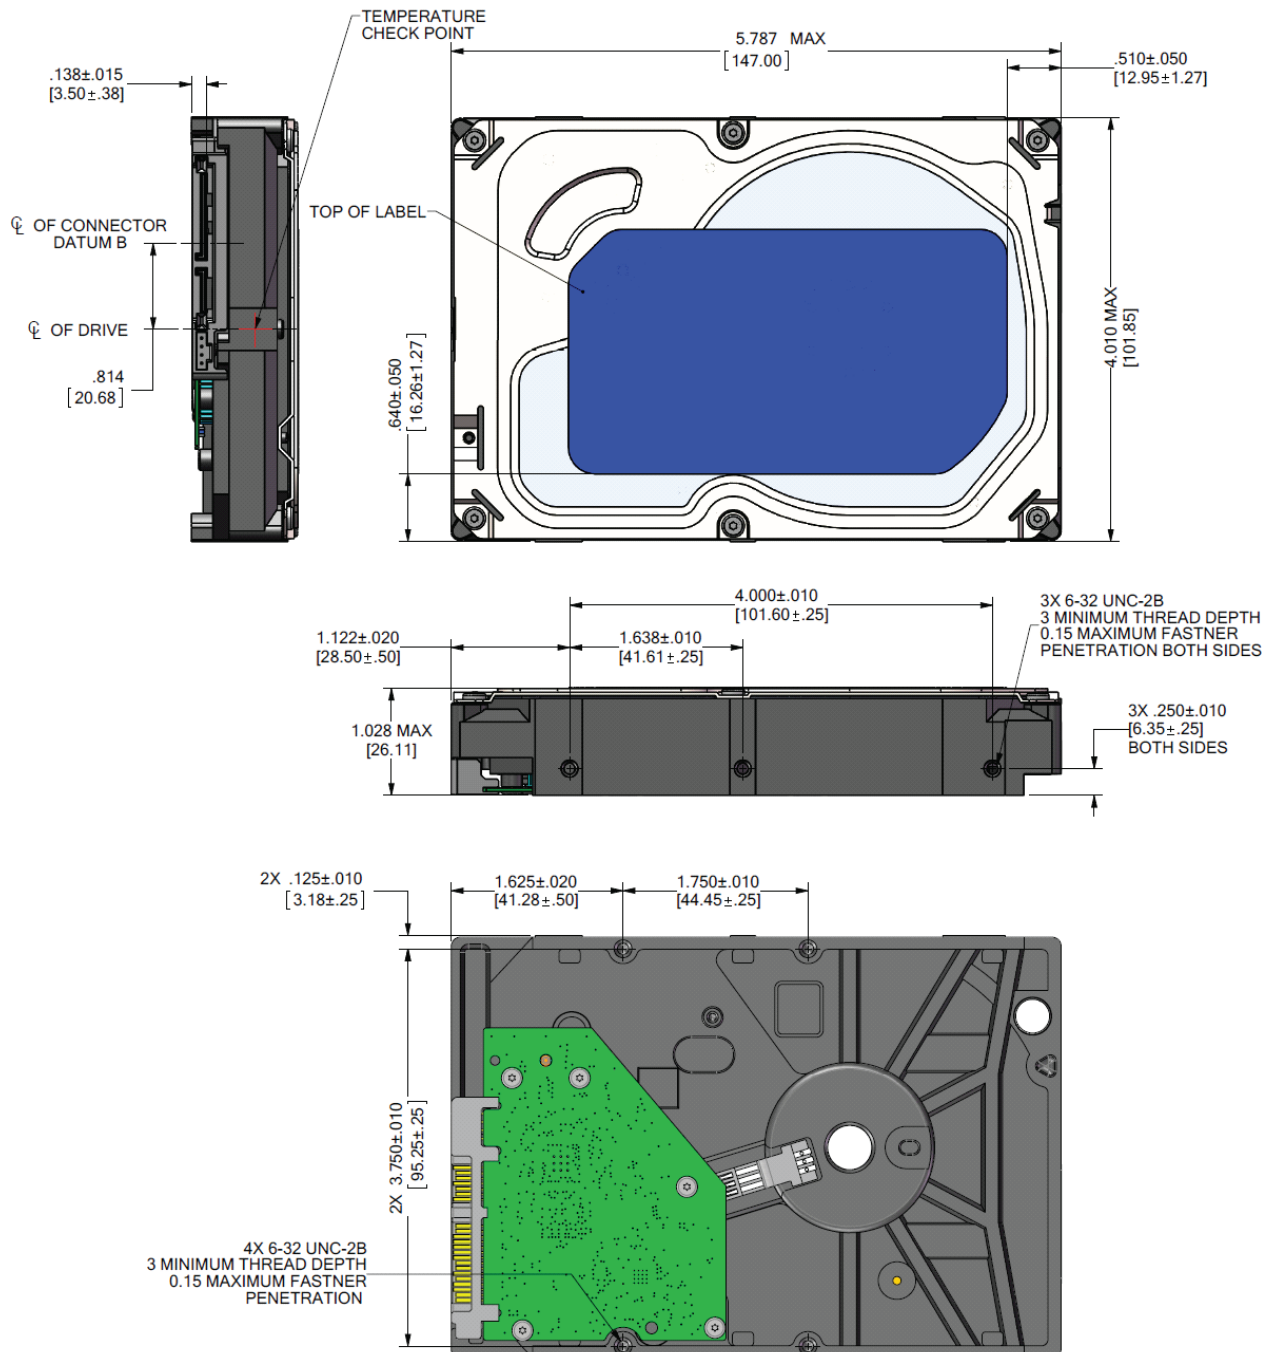 TEMPERATURE
CHECK POINT
5.787 MAX
[147.00]
.138±.015
[3.50±.38]
.510±.050
[12.95±1.27]
TOP OF LABEL
℄ OF CONNECTOR
DATUM B
℄ OF DRIVE
.814
[20.68]
.640±.050
[16.26±1.27]
4.010 MAX
[101.85]
4.000±.010
[101.60±.25]
3X 6-32 UNC-2B
3 MINIMUM THREAD DEPTH
0.15 MAXIMUM FASTNER
PENETRATION BOTH SIDES
1.122±.020
[28.50±.50]
1.638±.010
[41.61±.25]
1.028 MAX
[26.11]
3X .250±.010
[6.35±.25]
BOTH SIDES
2X .125±.010
[3.18±.25]
1.625±.020
[41.28±.50]
1.750±.010
[44.45±.25]
2X 3.750±.010
[95.25±.25]
4X 6-32 UNC-2B
3 MINIMUM THREAD DEPTH
0.15 MAXIMUM FASTNER
PENETRATION